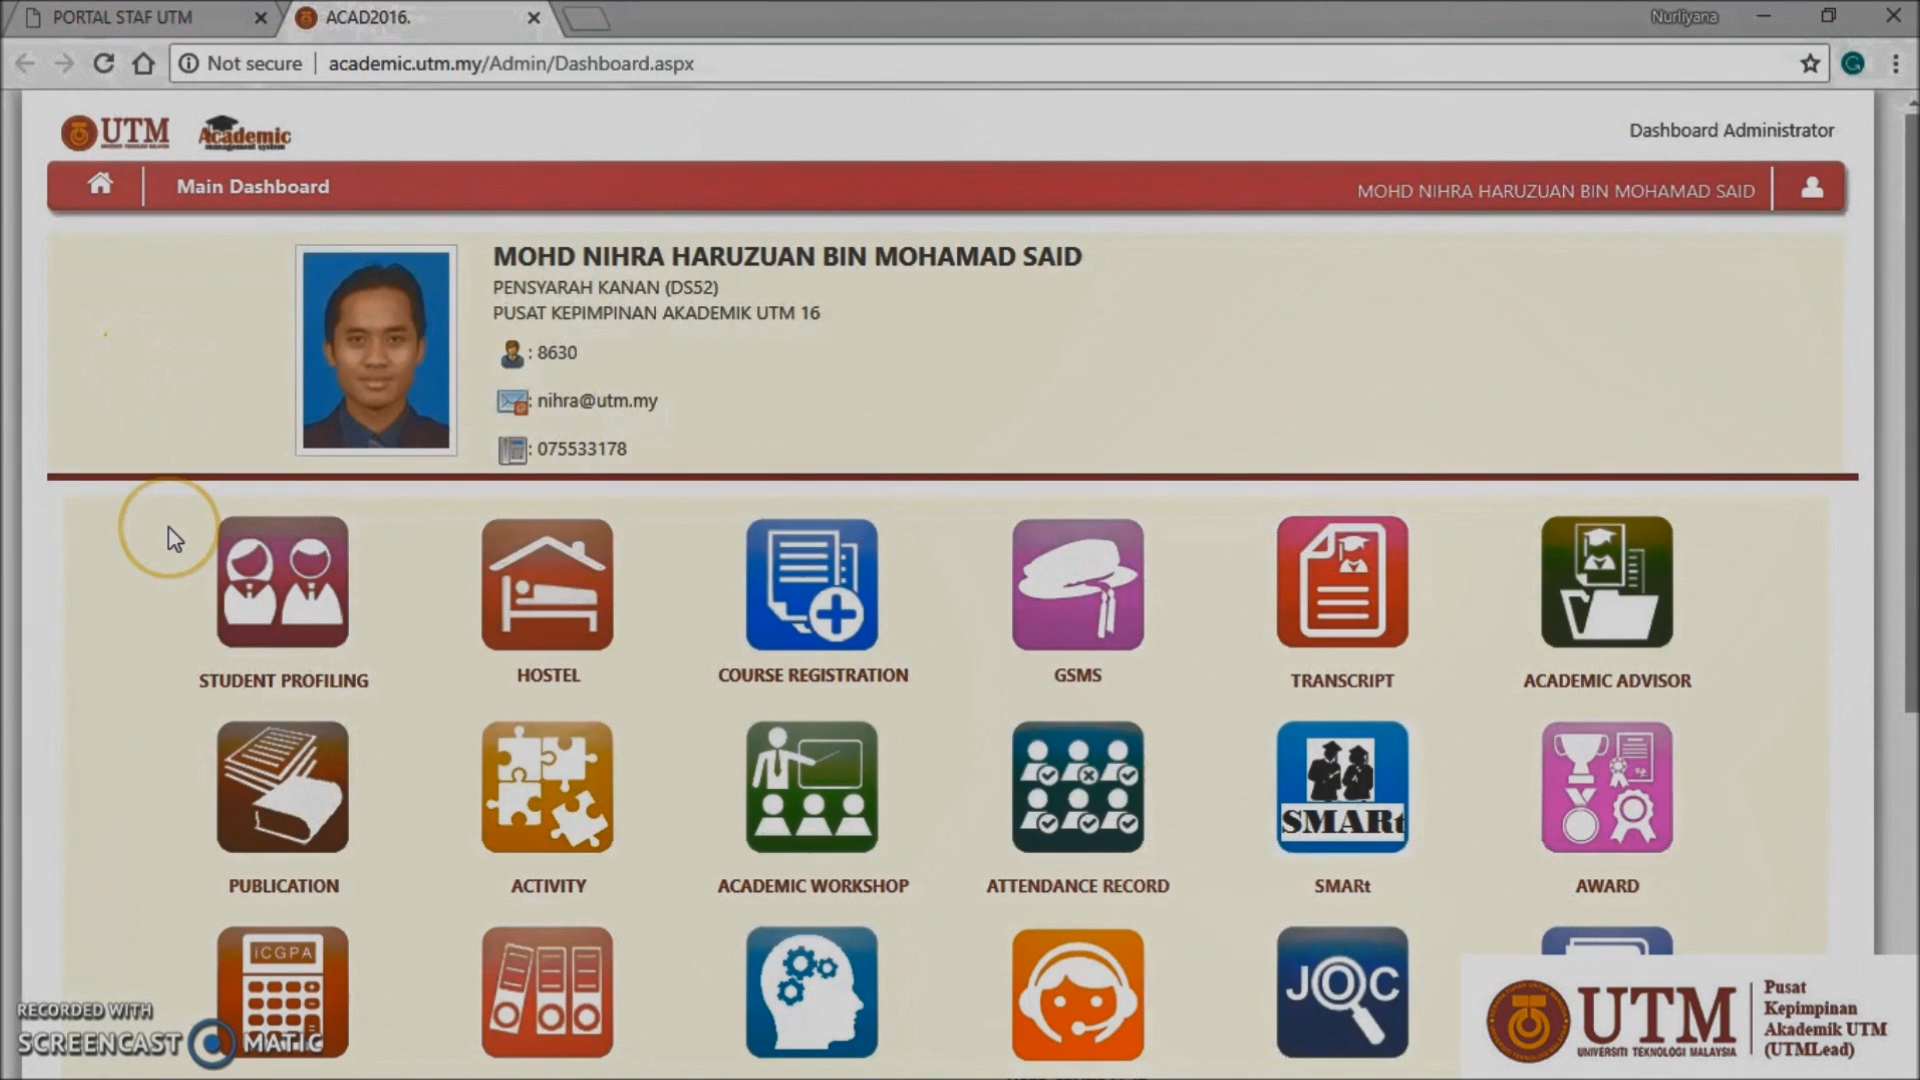 PORTAL STAF UTM
ACAD2016.
Nurliyana
Not secure
academic.utm.my/Admin/Dashboard.aspx
UTM
Academic
management system
Dashboard Administrator
Main Dashboard
MOHD NIHRA HARUZUAN BIN MOHAMAD SAID
MOHD NIHRA HARUZUAN BIN MOHAMAD SAID
PENSYARAH KANAN (DS52)
PUSAT KEPIMPINAN AKADEMIK UTM 16
: 8630
: nihra@utm.my
: 075533178
STUDENT PROFILING
HOSTEL
COURSE REGISTRATION
GSMS
TRANSCRIPT
ACADEMIC ADVISOR
SMARt
PUBLICATION
ACTIVITY
ACADEMIC WORKSHOP
ATTENDANCE RECORD
SMARt
AWARD
iCGPA
JOC
RECORDED WITH
SCREENCAST MATIC
UTM
UNIVERSITI TEKNOLOGI MALAYSIA
Pusat
Kepimpinan
Akademik UTM
(UTMLead)